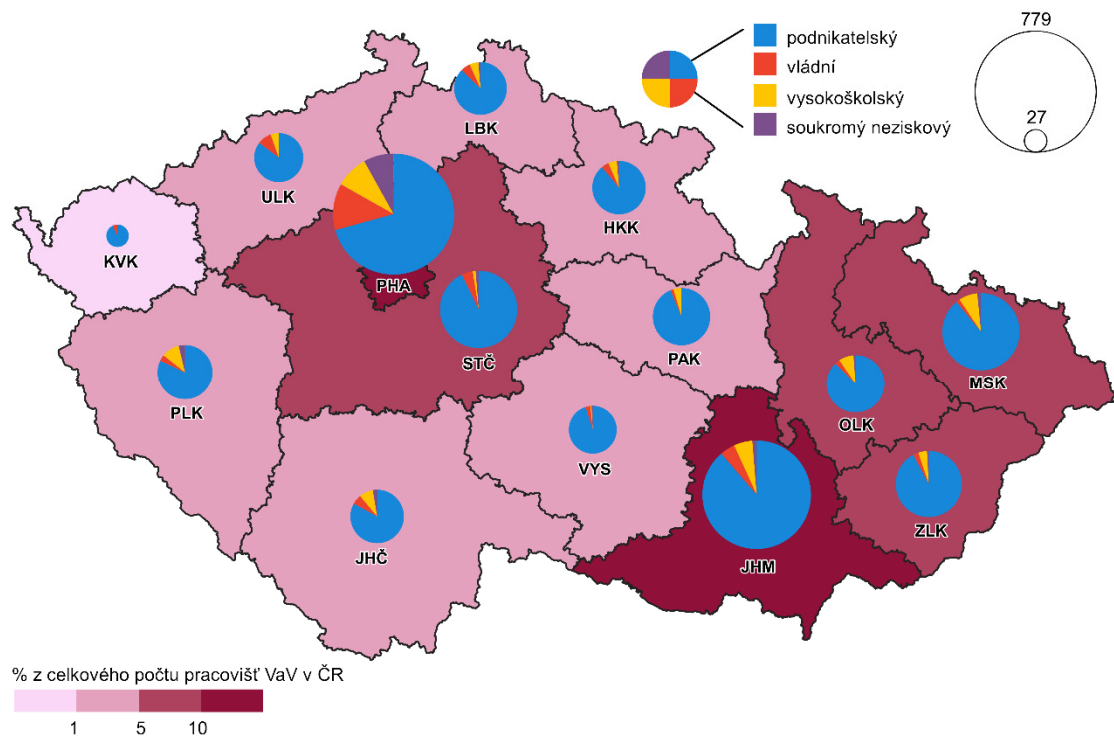 779
podnikatelský
vládní
vysokoškolský
soukromý neziskový
27
LBK
ULK
HKK
KVK
PHA
STČ
PAK
MSK
PLK
OLK
VYS
ZLK
JHČ
JHM
% z celkového počtu pracovišť VaV v ČR
1 5 10